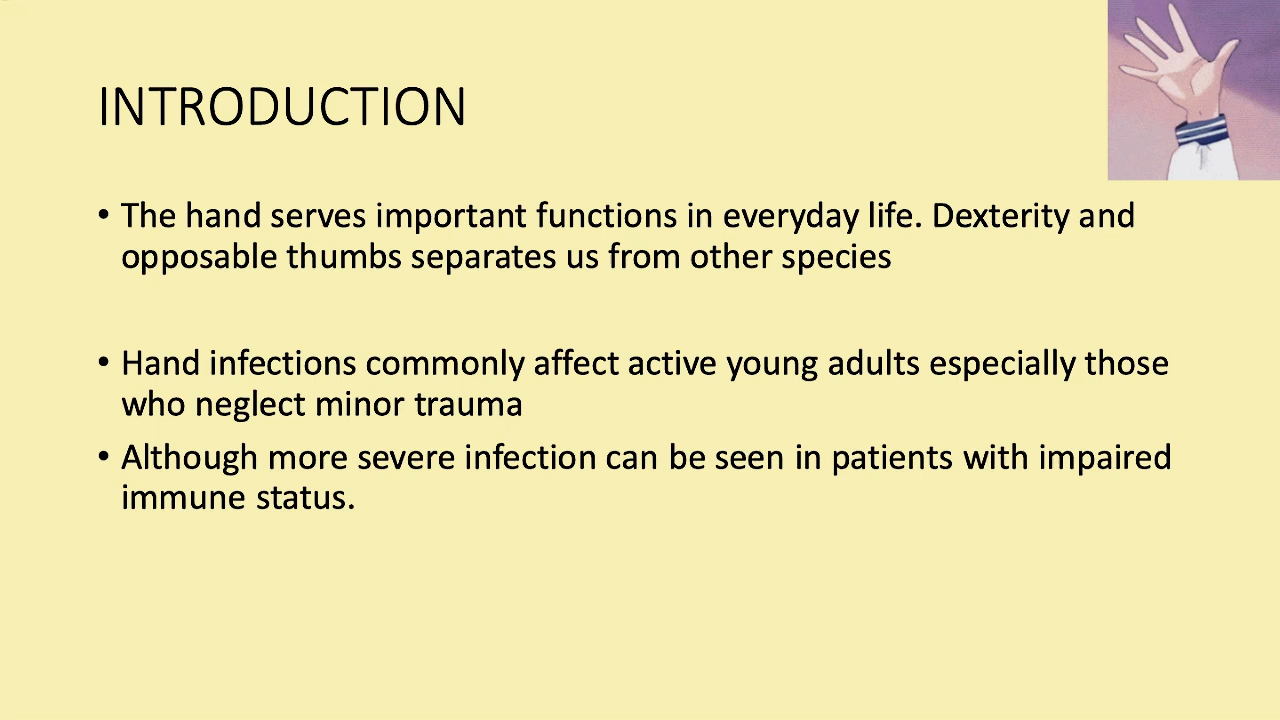 INTRODUCTION
• The hand serves important functions in everyday life. Dexterity and
opposable thumbs separates us from other species
• Hand infections commonly affect active young adults especially those
who neglect minor trauma
• Although more severe infection can be seen in patients with impaired
immune status.